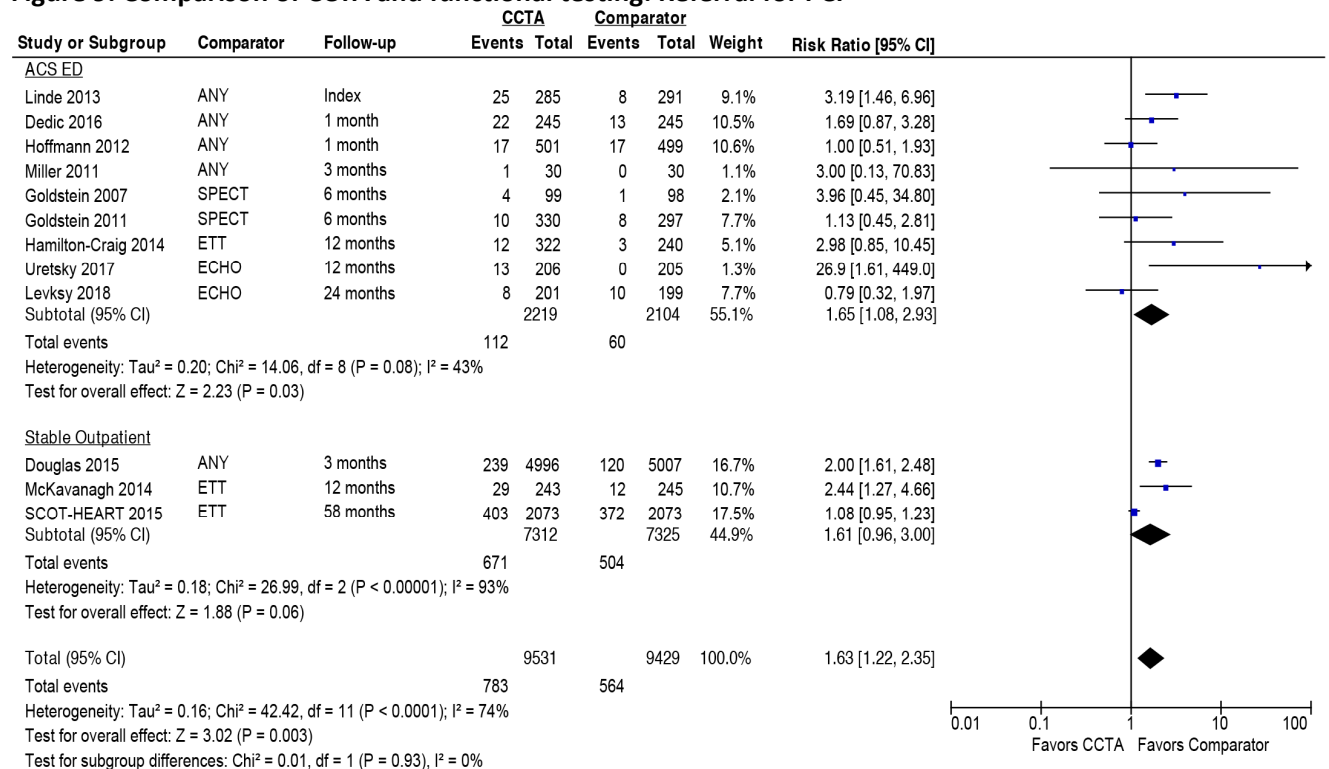 Figure Comparison of CCTA and functional testing: Referral for PCI
CCTA Comparator
Study or Subgroup Comparator Follow-up Events Total Events Total Weight Risk Ratio [95% CI]
ACS ED
Linde 2013 ANY Index 25 285 8 291 9.1% 3.19 [1.46, 6.96]
Dedic 2016 ANY 1 month 22 245 13 245 10.5% 1.69 [0.87, 3.28]
Hoffmann 2012 ANY 1 month 17 501 17 499 10.6% 1.00 [0.51, 1.93]
Miller 2011 ANY 3 months 1 30 0 30 1.1% 3.00 [0.13, 70.83]
Goldstein 2007 SPECT 6 months 4 99 1 98 2.1% 3.96 [0.45, 34.80]
Goldstein 2011 SPECT 6 months 10 330 8 297 7.7% 1.13 [0.45, 2.81]
Hamilton-Craig 2014 ETT 12 months 12 322 3 240 5.1% 2.98 [0.85, 10.45]
Uretsky 2017 ECHO 12 months 13 206 0 205 1.3% 26.9 [1.61, 449.0]
Levksy 2018 ECHO 24 months 8 201 10 199 7.7% 0.79 [0.32, 1.97]
Subtotal (95% CI) 2219 2104 55.1% 1.65 [1.08, 2.93]
Total events 112 60
Heterogeneity: Tau² = 0.20; Chi² = 14.06, df = 8 (P = 0.08); I² = 43%
Test for overall effect: Z = 2.23 (P = 0.03)
Stable Outpatient
Douglas 2015 ANY 3 months 239 4996 120 5007 16.7% 2.00 [1.61, 2.48]
McKavanagh 2014 ETT 12 months 29 243 12 245 10.7% 2.44 [1.27, 4.66]
SCOT-HEART 2015 ETT 58 months 403 2073 372 2073 17.5% 1.08 [0.95, 1.23]
Subtotal (95% CI) 7312 7325 44.9% 1.61 [0.96, 3.00]
Total events 671 504
Heterogeneity: Tau² = 0.18; Chi² = 26.99, df = 2 (P < 0.00001); I² = 93%
Test for overall effect: Z = 1.88 (P = 0.06)
Total (95% CI) 9531 9429 100.0% 1.63 [1.22, 2.35]
Total events 783 564
Heterogeneity: Tau² = 0.16; Chi² = 42.42, df = 11 (P < 0.0001); I² = 74%
Test for overall effect: Z = 3.02 (P = 0.003)
Test for subgroup differences: Chi² = 0.01, df = 1 (P = 0.93), I² = 0%
0.01 0.1 1 10 100
Favors CCTA Favors Comparator